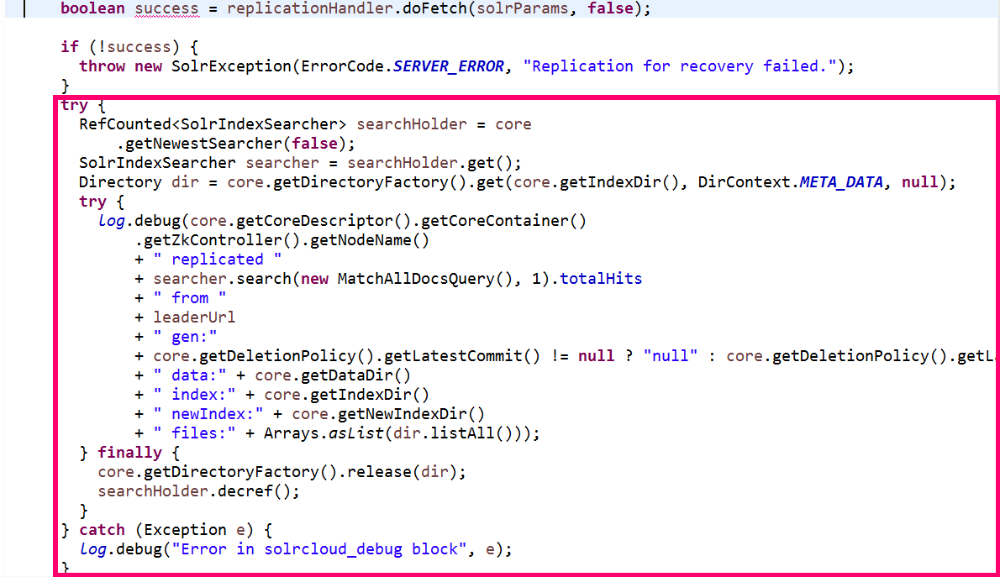 boolean success = replicationHandler.doFetch(solrParams, false);
if (!success) {
throw new SolrException(ErrorCode.SERVER_ERROR, "Replication for recovery failed.");
}
try {
RefCounted<SolrIndexSearcher> searchHolder = core
.getNewestSearcher(false);
SolrIndexSearcher searcher = searchHolder.get();
Directory dir = core.getDirectoryFactory().get(core.getIndexDir(), DirContext.META_DATA, null);
try {
log.debug(core.getCoreDescriptor().getCoreContainer()
.getZkController().getNodeName()
+ " replicated "
+ searcher.search(new MatchAllDocsQuery(), 1).totalHits
+ " from "
+ leaderUrl
+ " gen:"
+ core.getDeletionPolicy().getLatestCommit() != null ? "null" : core.getDeletionPolicy().getL
+ " data:" + core.getDataDir()
+ " index:" + core.getIndexDir()
+ " newIndex:" + core.getNewIndexDir()
+ " files:" + Arrays.asList(dir.listAll()));
} finally {
core.getDirectoryFactory().release(dir);
searchHolder.decref();
}
} catch (Exception e) {
log.debug("Error in solrcloud_debug block", e);
}